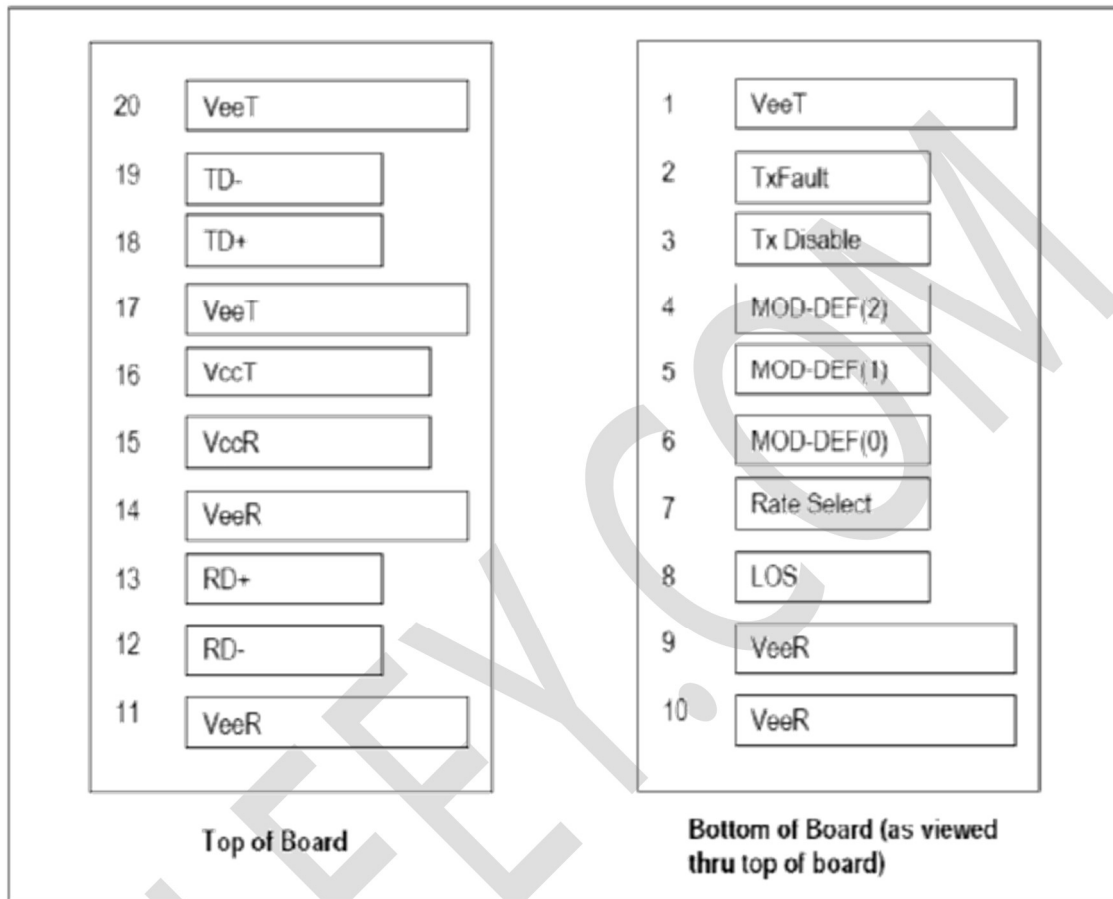 20 VeeT
19 TD-
18 TD+
17 VeeT
16 VccT
15 VccR
14 VeeR
13 RD+
12 RD-
11 VeeR
Top of Board
1 VeeT
2 TxFault
3 Tx Disable
4 MOD-DEF(2)
5 MOD-DEF(1)
6 MOD-DEF(0)
7 Rate Select
8 LOS
9 VeeR
10 VeeR
Bottom of Board (as viewed
thru top of board)